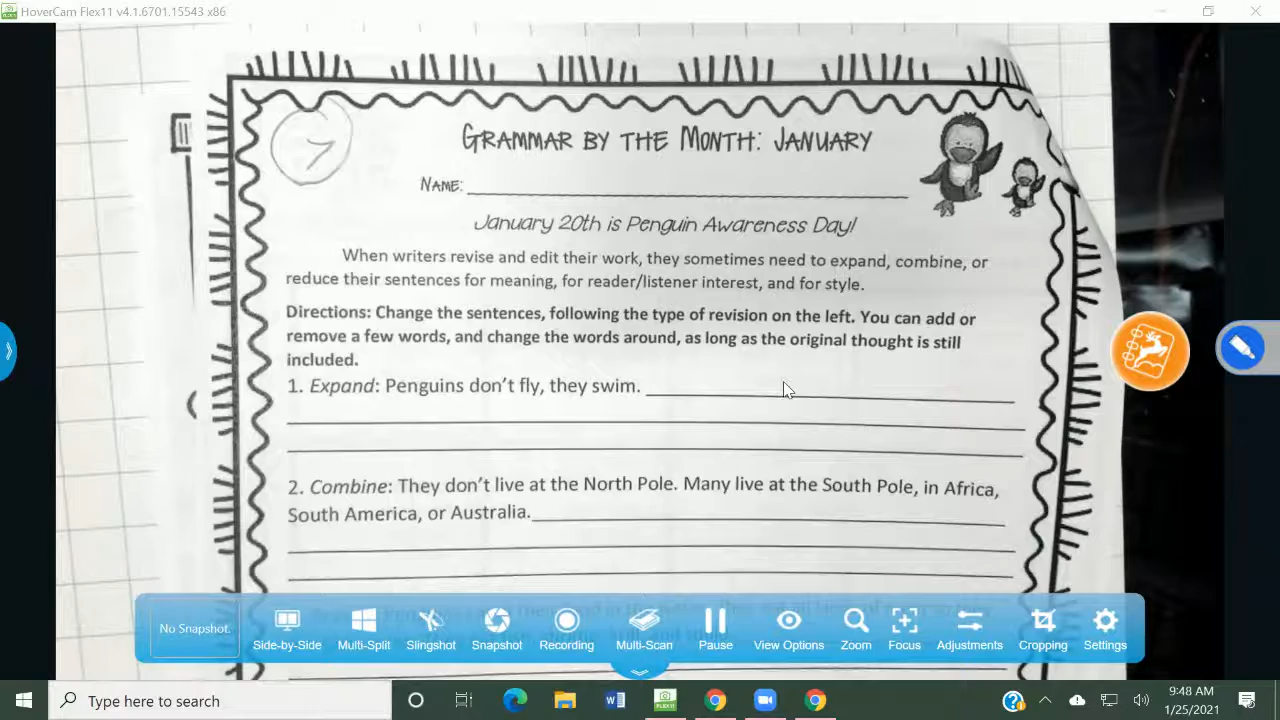 HoverCam Flex11 v4.1.6701.15543 x86
7
GRAMMAR BY THE MONTH: JANUARY
NAME:
January 20th is Penguin Awareness Day!
When writers revise and edit their work, they sometimes need to expand, combine, or
reduce their sentences for meaning, for reader/listener interest, and for style.
Directions: Change the sentences, following the type of revision on the left. You can add or
remove a few words, and change the words around, as long as the original thought is still
included.
1. Expand: Penguins don't fly, they swim.
2. Combine: They don't live at the North Pole. Many live at the South Pole, in Africa,
South America, or Australia.
No Snapshot.
Side-by-Side Multi-Split Slingshot Snapshot Recording Multi-Scan Pause View Options Zoom Focus Adjustments Cropping Settings
Type here to search
FLEX11
9:48 AM
1/25/2021